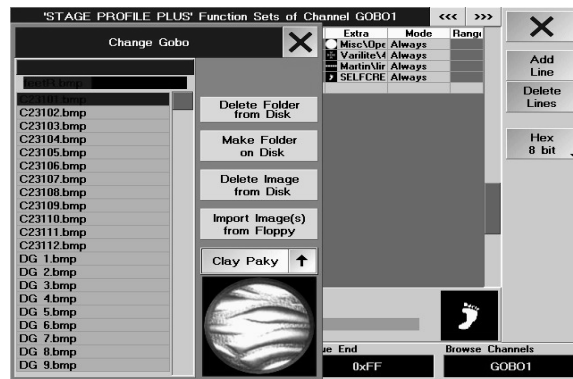 'STAGE PROFILE PLUS' Function Sets of Channel GOBO1
<<< >>>
Change Gobo
Extra Mode
Misc\Ope Always
Varilite\4 Always
Martin\lir Always
SELFCRE Always
Add
Line
Delete
Lines
Hex
8 bit
C23101.bmp
C23102.bmp
C23103.bmp
C23104.bmp
C23105.bmp
C23106.bmp
C23107.bmp
C23108.bmp
C23109.bmp
C23110.bmp
C23111.bmp
C23112.bmp
DG 1.bmp
DG 2.bmp
DG 3.bmp
DG 4.bmp
DG 5.bmp
DG 6.bmp
DG 7.bmp
DG 8.bmp
DG 9.bmp
Delete Folder
from Disk
Make Folder
on Disk
Delete Image
from Disk
Import Image(s)
from Floppy
Clay Paky
ue End
0xFF
Browse Channels
GOBO1